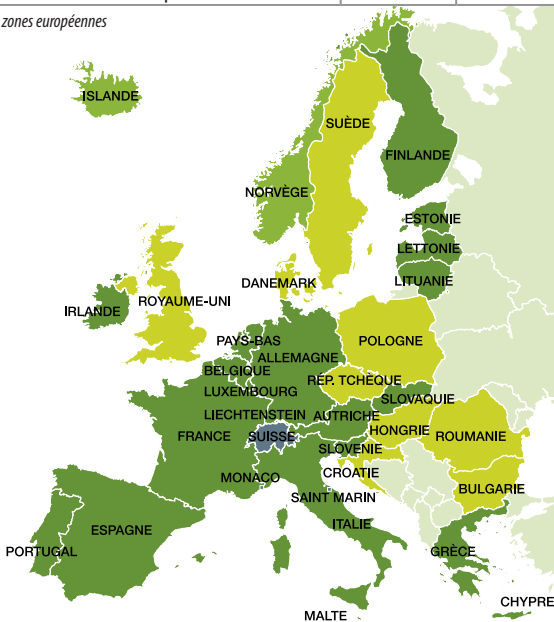 zones européennes
ISLANDE
SUÈDE
FINLANDE
NORVÈGE
ESTONIE
LETTONIE
LITUANIE
DANEMARK
ROYAUME-UNI
IRLANDE
PAYS-BAS
POLOGNE
ALLEMAGNE
BELGIQUE
RÉP. TCHÈQUE
LUXEMBOURG
SLOVAQUIE
LIECHTENSTEIN
AUTRICHE
HONGRIE
FRANCE
SUISSE
ROUMANIE
SLOVÉNIE
CROATIE
MONACO
BULGARIE
SAINT MARIN
ITALIE
ESPAGNE
PORTUGAL
GRÈCE
CHYPRE
MALTE